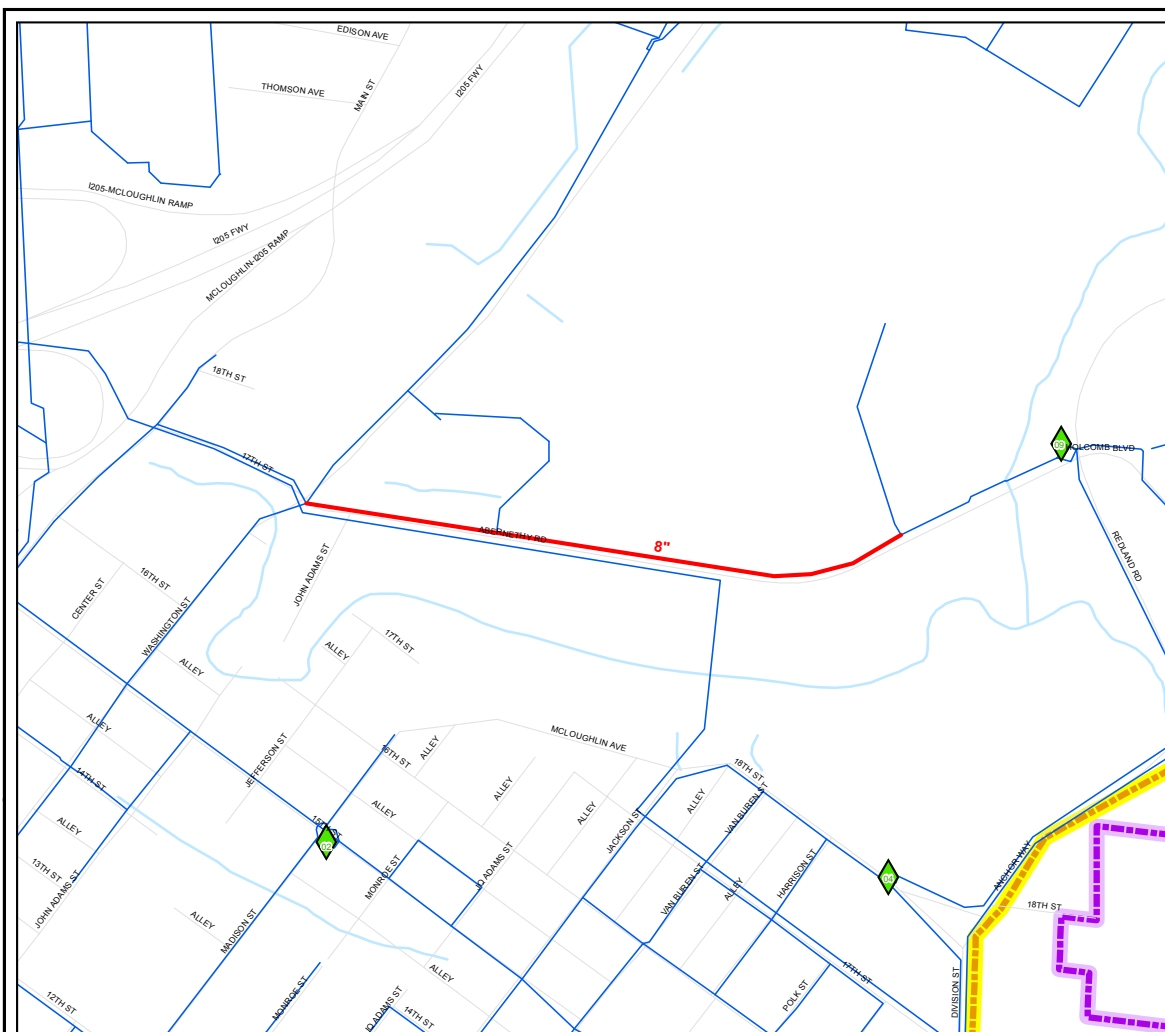 EDISON AVE
THOMSON AVE
MAIN ST
I205 FWY
I205-MCLOUGHLIN RAMP
I205 FWY
MCLOUGHLIN-I205 RAMP
18TH ST
17TH ST
09
HOLCOMB BLVD
ABERNETHY RD
8"
REDLAND RD
JOHN ADAMS ST
16TH ST
CENTER ST
WASHINGTON ST
ALLEY
ALLEY
17TH ST
ALLEY
MCLOUGHLIN AVE
16TH ST
ALLEY
JEFFERSON ST
14TH ST
18TH ST
ALLEY
ALLEY
ALLEY
ALLEY
VAN BUREN ST
JACKSON ST
15TH ST
02
ALLEY
13TH ST
JOHN ADAMS ST
MONROE ST
JQ ADAMS ST
VAN BUREN ST
ALLEY
HARRISON ST
04
ANCHOR WAY
18TH ST
ALLEY
MADISON ST
ALLEY
17TH ST
12TH ST
MONROE ST
JQ ADAMS ST
14TH ST
POLK ST
DIVISION ST